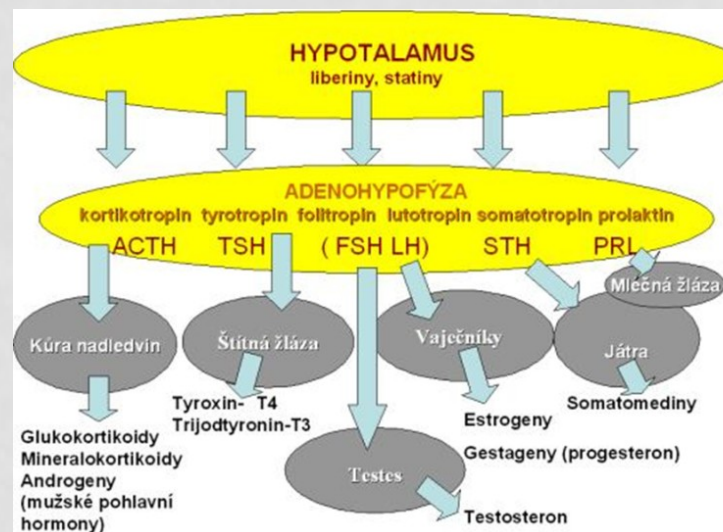 HYPOTALAMUS
liberiny, statiny
ADENOHYPOFÝZA
kortikotropin tyrotropin folitropin lutotropin somatotropin prolaktin
ACTH TSH ( FSH LH) STH PRL
Mlečná žláza
Kůra nadledvin
Štítná žláza
Vaječníky
Játra
Tyroxin- T4
Trijodtyronin-T3
Somatomediny
Estrogeny
Gestageny (progesteron)
Glukokortikoidy
Mineralokortikoidy
Androgeny
(mužské pohlavní
hormony)
Testes
Testosteron